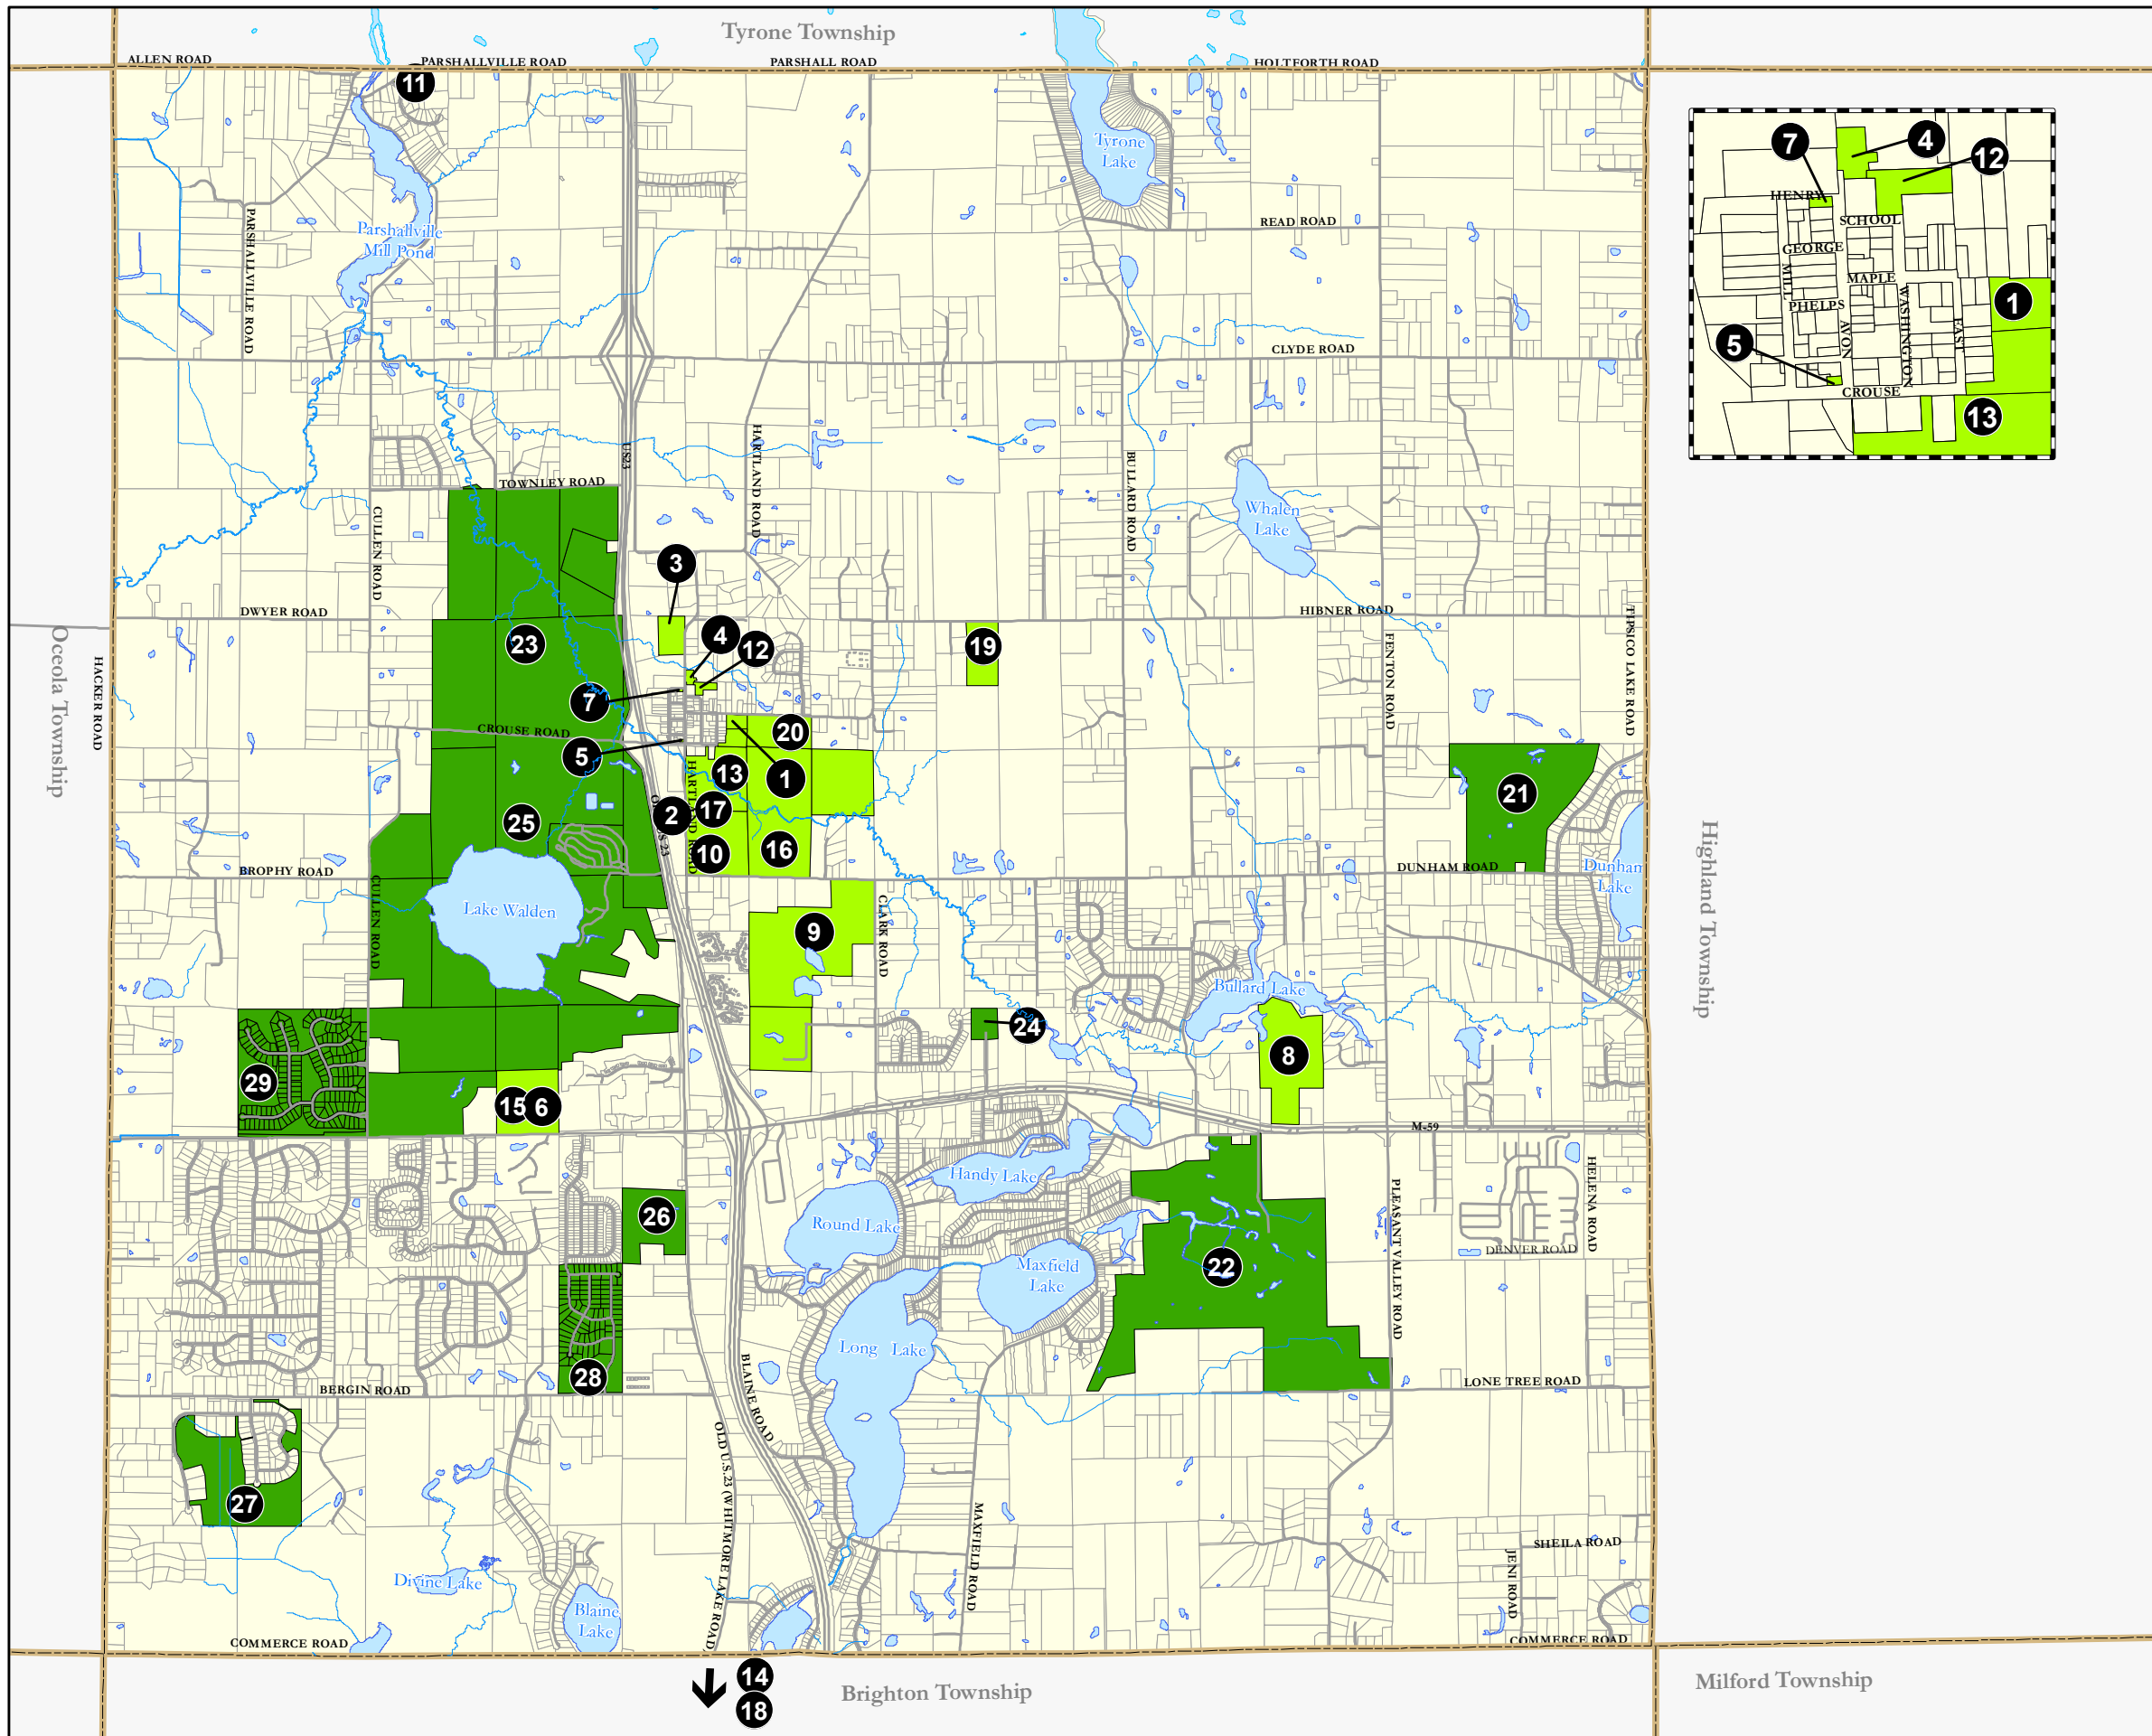 Tyrone Township
ALLEN ROAD
PARSHALLVILLE ROAD
PARSHALL ROAD
HOLTFORTH ROAD
11
Tyrone
Lake
7
4
12
HENRY
SCHOOL
GEORGE
MILL
MAPLE
PHELPS
AVON
WASHINGTON
EAST
1
5
CROUSE
13
PARSHALLVILLE ROAD
Parshallville
Mill Pond
READ ROAD
CLYDE ROAD
US23
HARTLAND ROAD
BULLARD ROAD
TOWNLEY ROAD
CULLEN ROAD
Whalen
Lake
3
DWYER ROAD
HIBNER ROAD
TIPSICO LAKE ROAD
FENTON ROAD
Oceola Township
HACKER ROAD
23
4
12
19
7
CROUSE ROAD
20
5
13
1
HARTLAND ROAD
2
17
25
10
16
21
BROPHY ROAD
DUNHAM ROAD
Dunham
Lake
Highland Township
CULLEN ROAD
Lake Walden
9
CLARK ROAD
Bullard Lake
24
8
29
15
6
M-59
Handy Lake
HELENA ROAD
PLEASANT VALLEY ROAD
26
Round Lake
DENVER ROAD
Maxfield
Lake
22
Long Lake
28
BLAINE ROAD
BERGIN ROAD
LONE TREE ROAD
OLD U.S.23 (WHITMORE LAKE ROAD)
27
MAXFIELD ROAD
SHEILA ROAD
JENI ROAD
Divine Lake
Blaine
Lake
COMMERCE ROAD
COMMERCE ROAD
14
18
Brighton Township
Milford Township